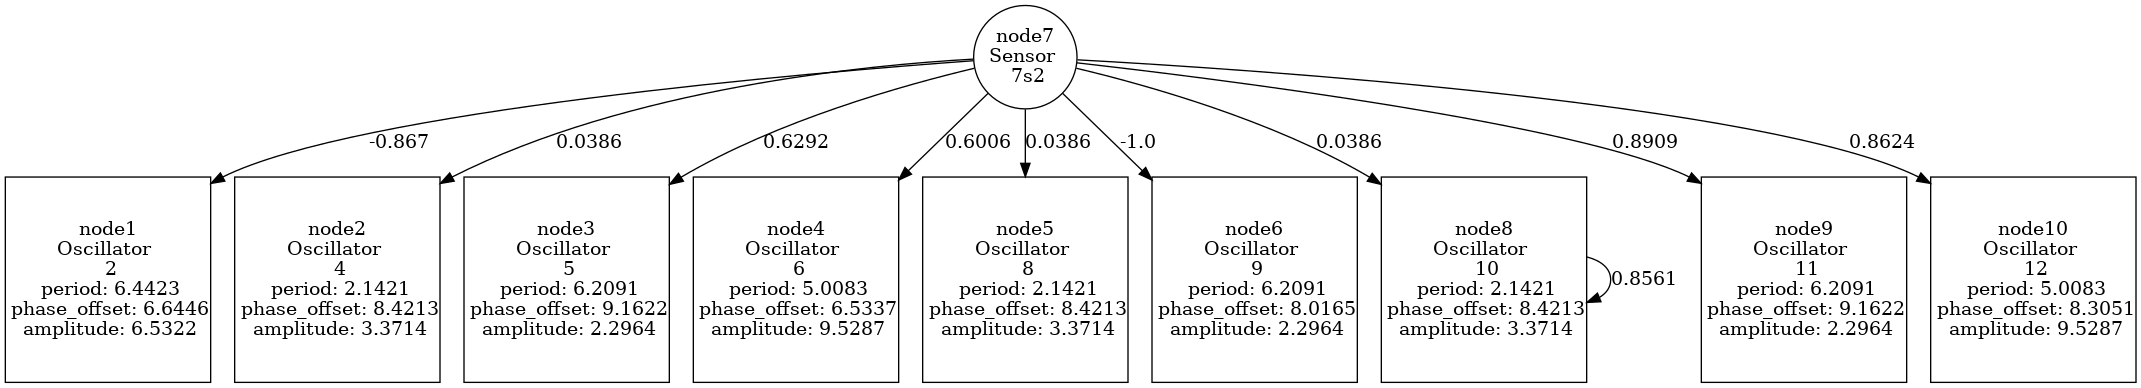 node7
Sensor
7s2
-0.867
0.0386
0.6292
0.6006
0.0386
-1.0
0.0386
0.8909
0.8624
node1
Oscillator
2
period: 6.4423
phase_offset: 6.6446
amplitude: 6.5322
node2
Oscillator
4
period: 2.1421
phase_offset: 8.4213
amplitude: 3.3714
node3
Oscillator
5
period: 6.2091
phase_offset: 9.1622
amplitude: 2.2964
node4
Oscillator
6
period: 5.0083
phase_offset: 6.5337
amplitude: 9.5287
node5
Oscillator
8
period: 2.1421
phase_offset: 8.4213
amplitude: 3.3714
node6
Oscillator
9
period: 6.2091
phase_offset: 8.0165
amplitude: 2.2964
node8
Oscillator
10
period: 2.1421
phase_offset: 8.4213
amplitude: 3.3714
0.8561
node9
Oscillator
11
period: 6.2091
phase_offset: 9.1622
amplitude: 2.2964
node10
Oscillator
12
period: 5.0083
phase_offset: 8.3051
amplitude: 9.5287